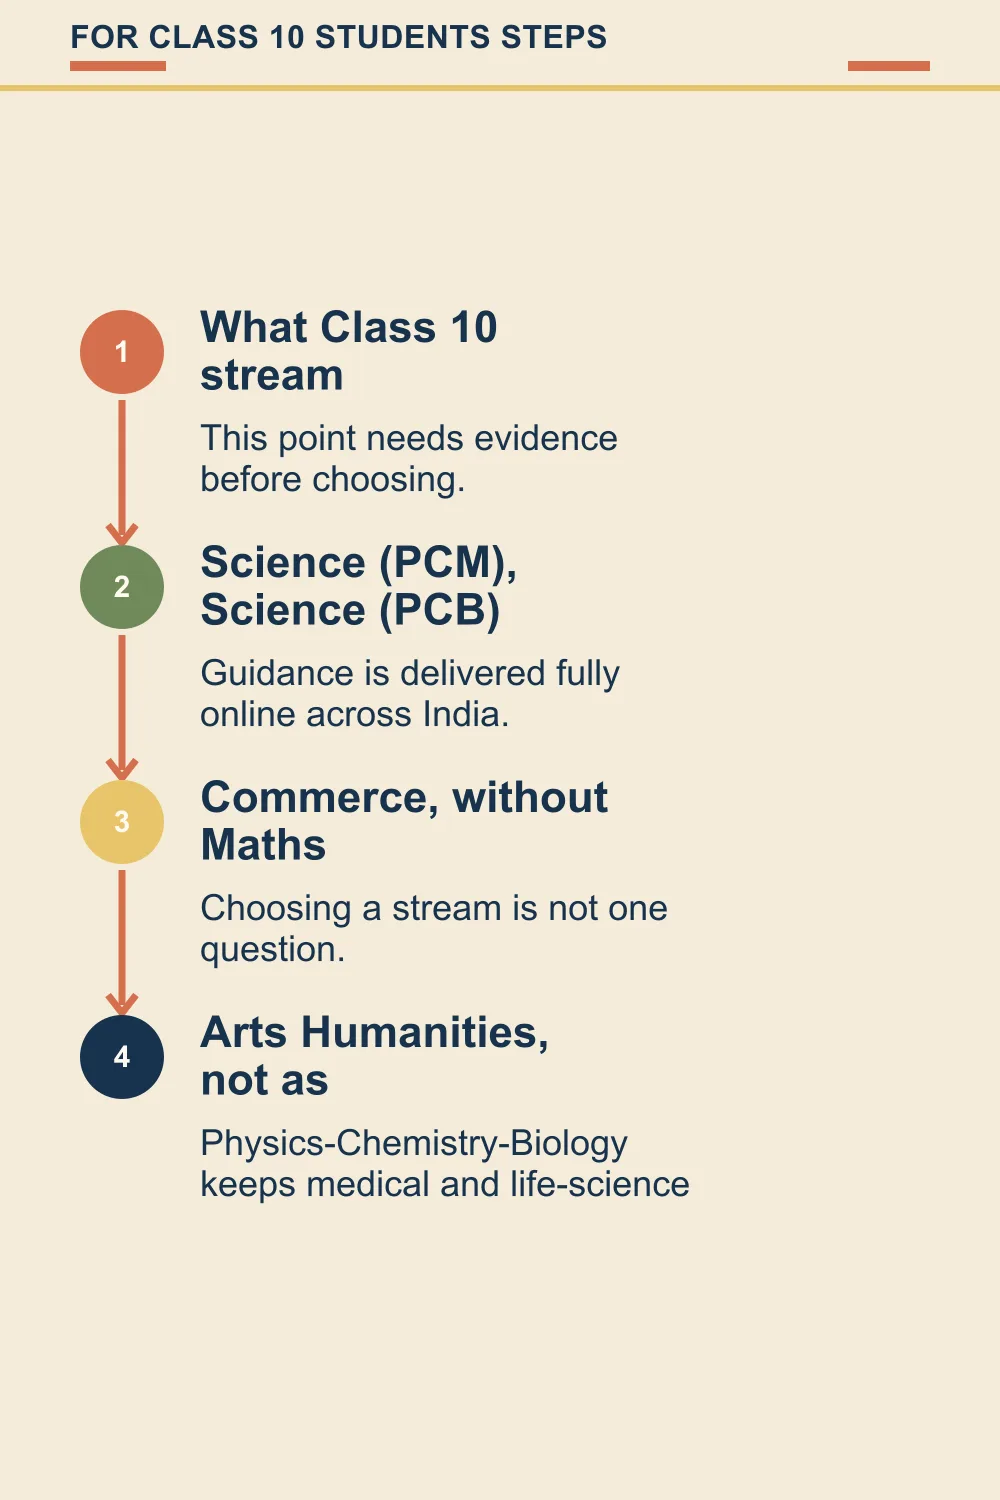 FOR CLASS 10 STUDENTS STEPS
1
What Class 10
stream
This point needs evidence
before choosing.
2
Science (PCM),
Science (PCB)
Guidance is delivered fully
online across India.
3
Commerce, without
Maths
Choosing a stream is not one
question.
4
Arts Humanities,
not as
Physics-Chemistry-Biology
keeps medical and life-science